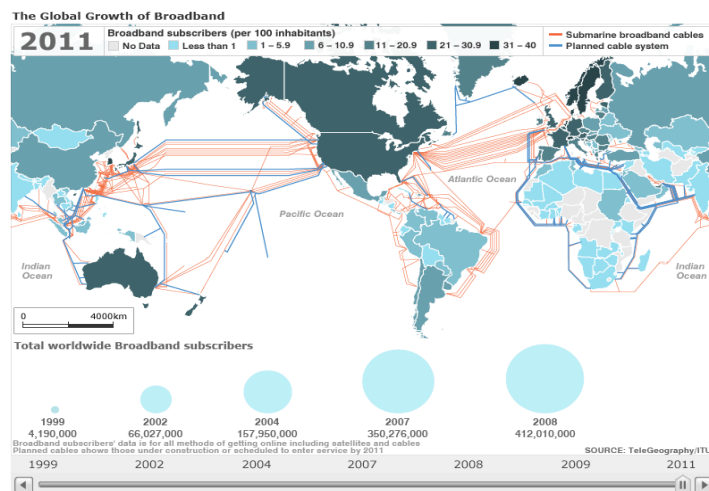 The Global Growth of Broadband
2011
Broadband subscribers (per 100 inhabitants)
No Data Less than 1 1 – 5.9 6 – 10.9 11 – 20.9 21 – 30.9 31 – 40
Submarine broadband cables
Planned cable system
Atlantic Ocean
Pacific Ocean
Indian
Ocean
Indian
Ocean
0 4000km
Total worldwide Broadband subscribers
1999 2002 2004 2007 2008
4,190,000 66,027,000 157,950,000 350,276,000 412,010,000
Broadband subscribers' data is for all methods of getting online including satellites and cables
Planned cables shows those under construction or scheduled to enter service by 2011
SOURCE: TeleGeography/ITU
1999 2002 2004 2007 2008 2009 2011